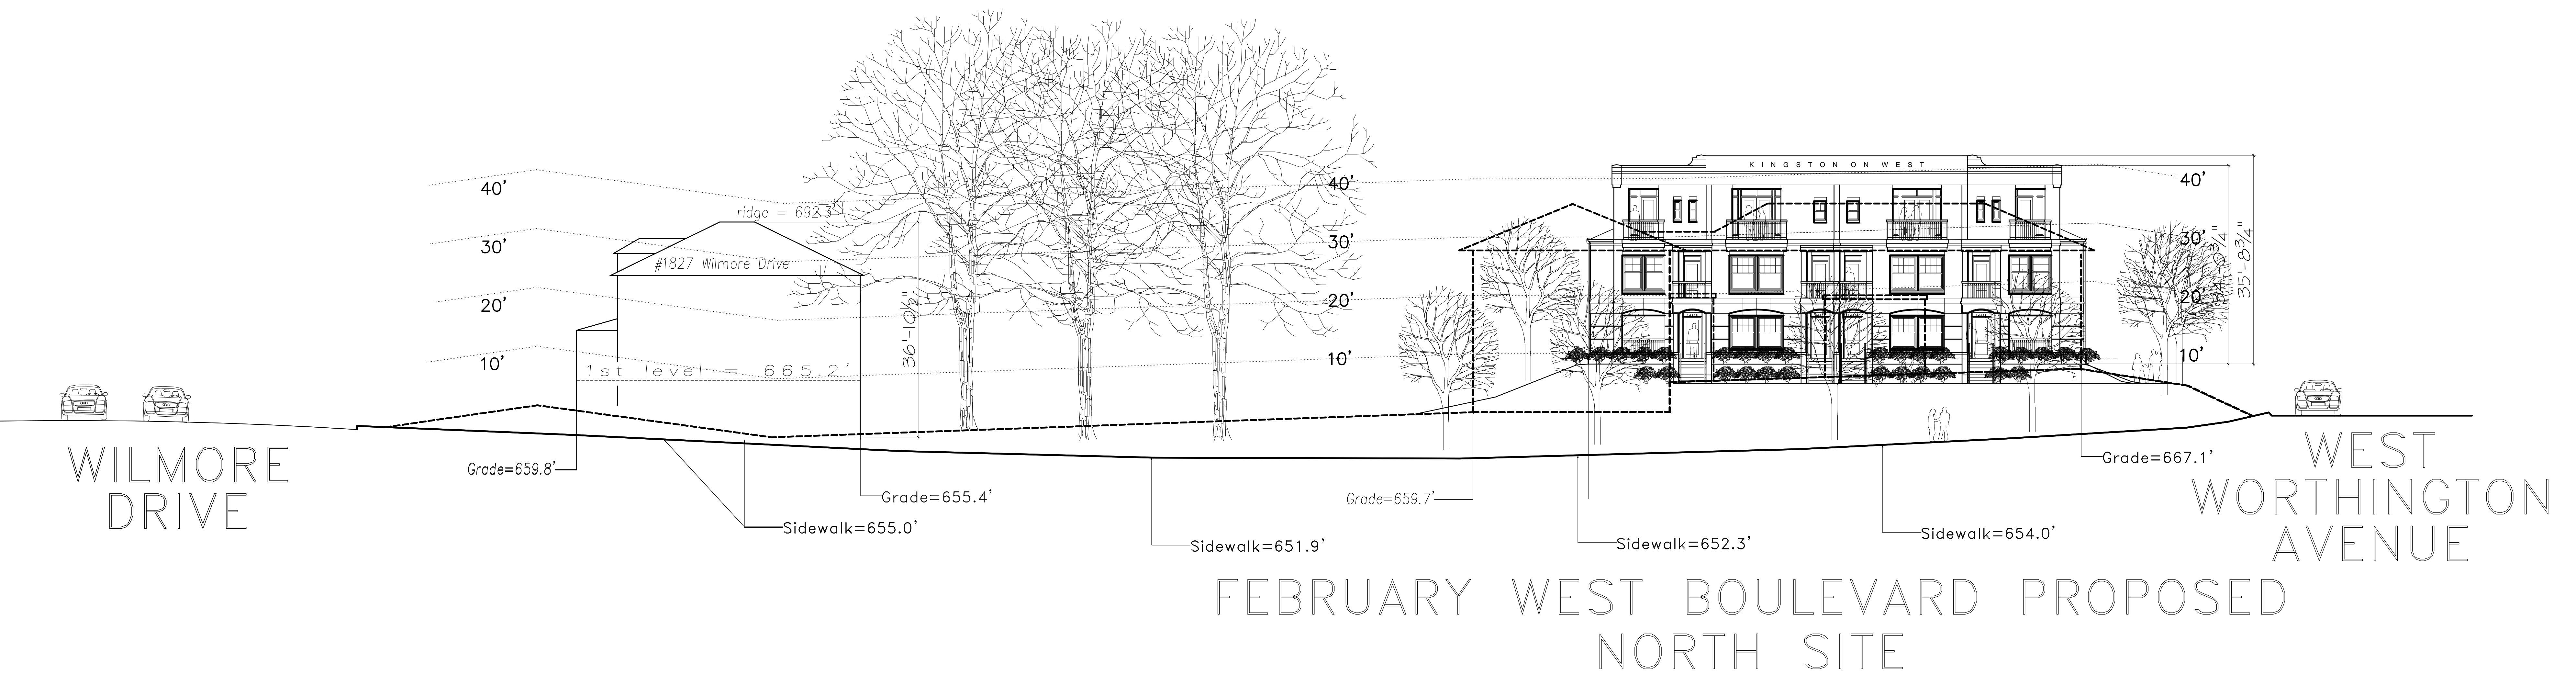 KINGSTON ON WEST
40'
40'
40'
ridge = 692.3'
30'
30'
30'
#1827 Wilmore Drive
34'-0¾"
35'-8¾"
20'
20'
20'
36'-10½"
10'
10'
10'
1st level = 665.2'
WILMORE
DRIVE
Grade=659.8'
Grade=655.4'
Sidewalk=655.0'
Sidewalk=651.9'
Grade=659.7'
Sidewalk=652.3'
Sidewalk=654.0'
Grade=667.1'
WEST
WORTHINGTON
AVENUE
FEBRUARY WEST BOULEVARD PROPOSED
NORTH SITE